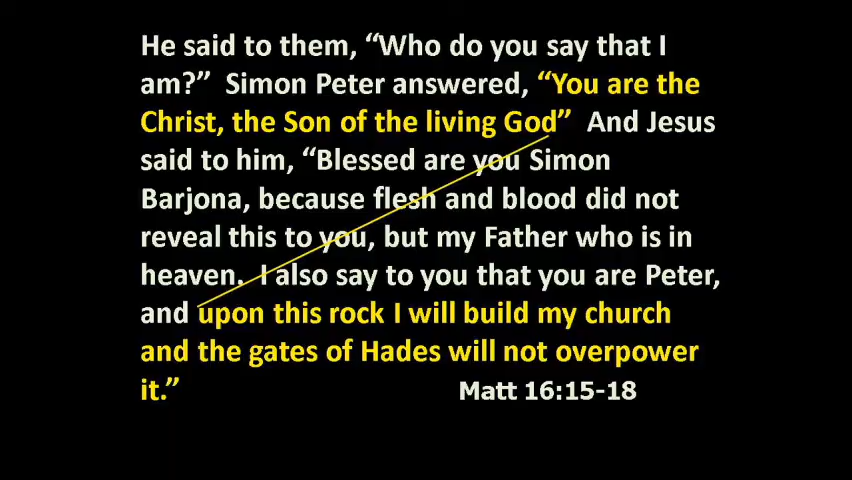 He said to them, “Who do you say that I
am?”  Simon Peter answered, “You are the
Christ, the Son of the living God”  And Jesus
said to him, “Blessed are you Simon
Barjona, because flesh and blood did not
reveal this to you, but my Father who is in
heaven.  I also say to you that you are Peter,
and upon this rock I will build my church
and the gates of Hades will not overpower
it.”  Matt 16:15-18